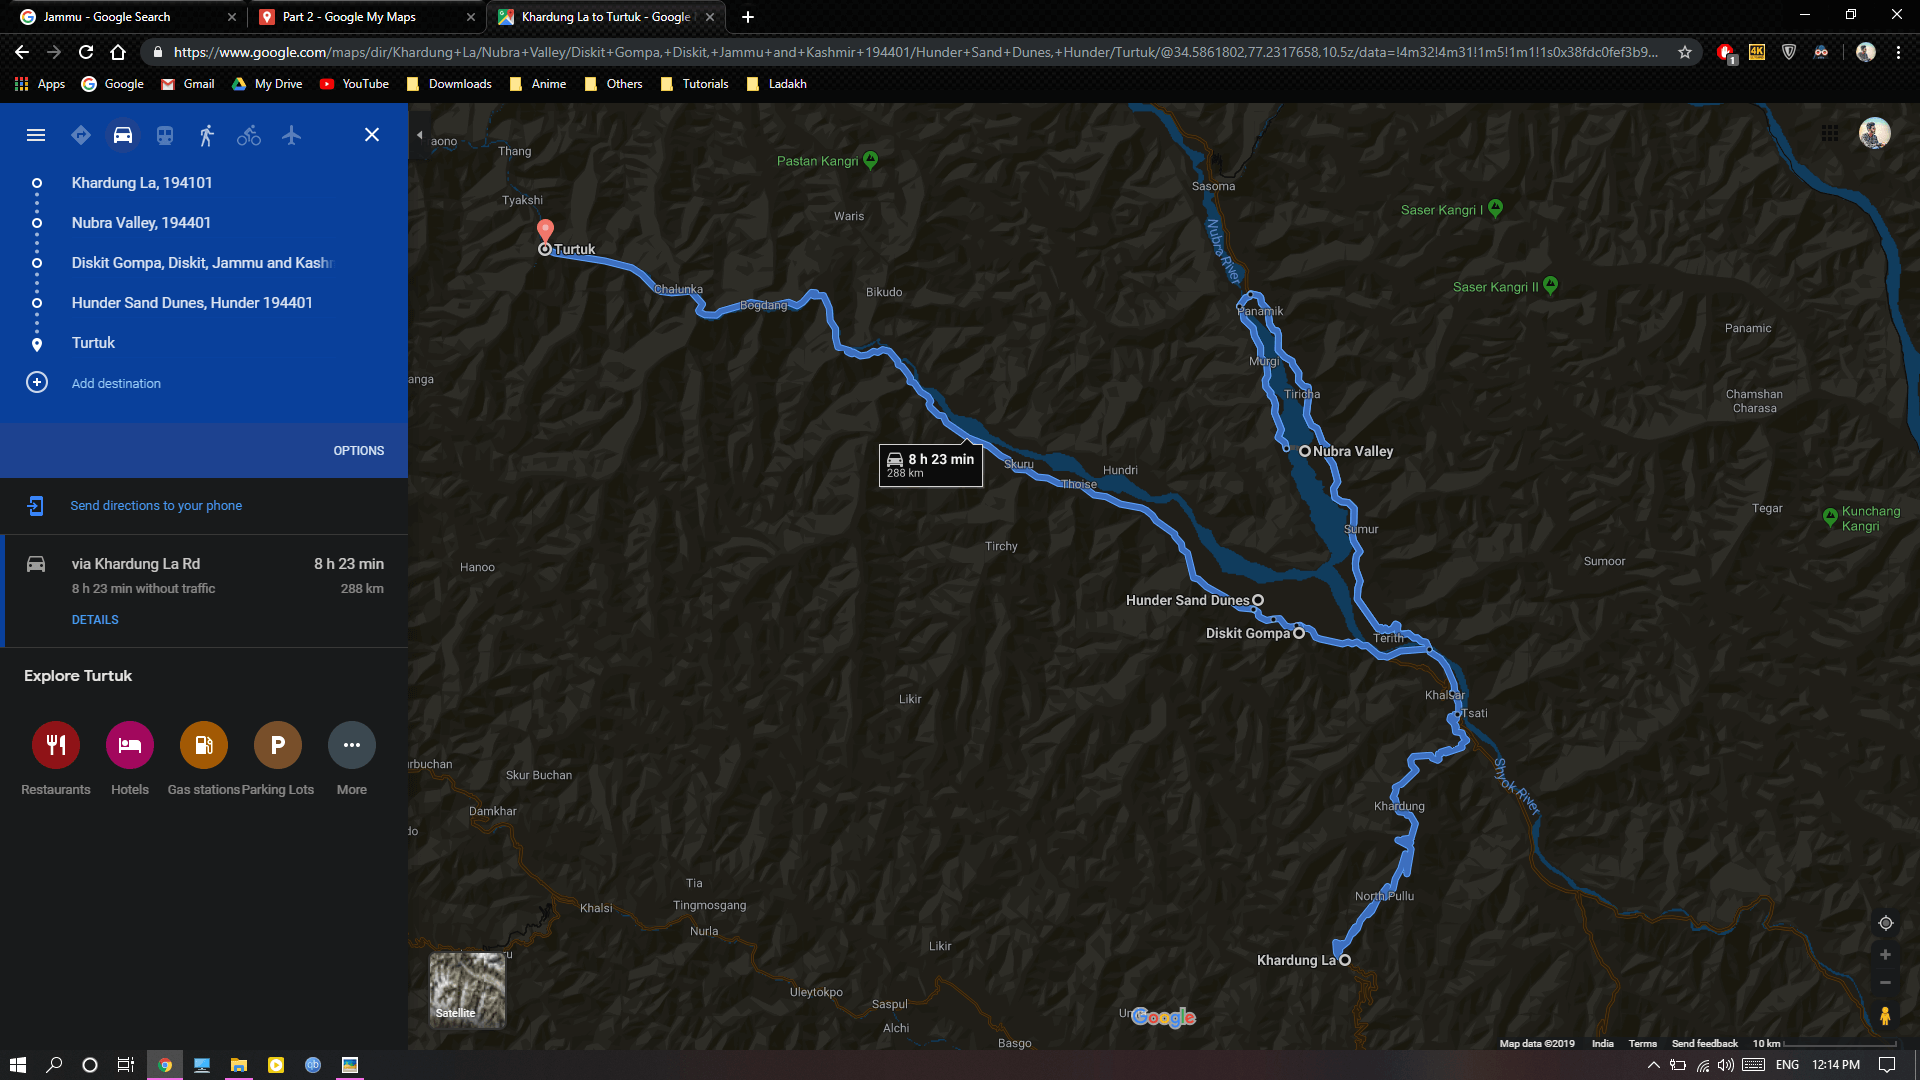 Jammu - Google Search
Part 2 - Google My Maps
Khardung La to Turtuk - Google
https://www.google.com/maps/dir/Khardung+La/Nubra+Valley/Diskit+Gompa,+Diskit,+Jammu+and+Kashmir+194401/Hunder+Sand+Dunes,+Hunder/Turtuk/@34.5861802,77.2317658,10.5z/data=!4m32!4m31!1m5!1m1!1s0x38fdc0fef3b9...
4K
1
Apps
Google
Gmail
My Drive
YouTube
Downloads
Anime
Others
Tutorials
Ladakh
Khardung La, 194101
Nubra Valley, 194401
Diskit Gompa, Diskit, Jammu and Kashr
Hunder Sand Dunes, Hunder 194401
Turtuk
Add destination
OPTIONS
Send directions to your phone
via Khardung La Rd
8 h 23 min
8 h 23 min without traffic
288 km
DETAILS
Explore Turtuk
P
Restaurants
Hotels
Gas stations
Parking Lots
More
aono
Thang
Pastan Kangri
Sasoma
Tyakshi
Waris
Saser Kangri I
Turtuk
Nubra River
Chalunka
Bogdang
Bikudo
Saser Kangri II
Panamik
Panamic
Murgi
anga
Tiricha
Chamshan
Charasa
Nubra Valley
8 h 23 min
288 km
Skuru
Hundri
Thoise
Tegar
Kunchang
Kangri
Sumur
Tirchy
Sumoor
Hanoo
Hunder Sand Dunes
Diskit Gompa
Terith
Khalsar
Likir
Tsati
urbuchan
Skur Buchan
Shyok River
Damkhar
Khardung
do
Tia
Tingmosgang
North Pullu
Khalsi
Nurla
Likir
ru
Khardung La
Uleytokpo
Saspul
Alchi
Satellite
Google
Basgo
Map data ©2019
India
Terms
Send feedback
10 km
qb
ENG
12:14 PM